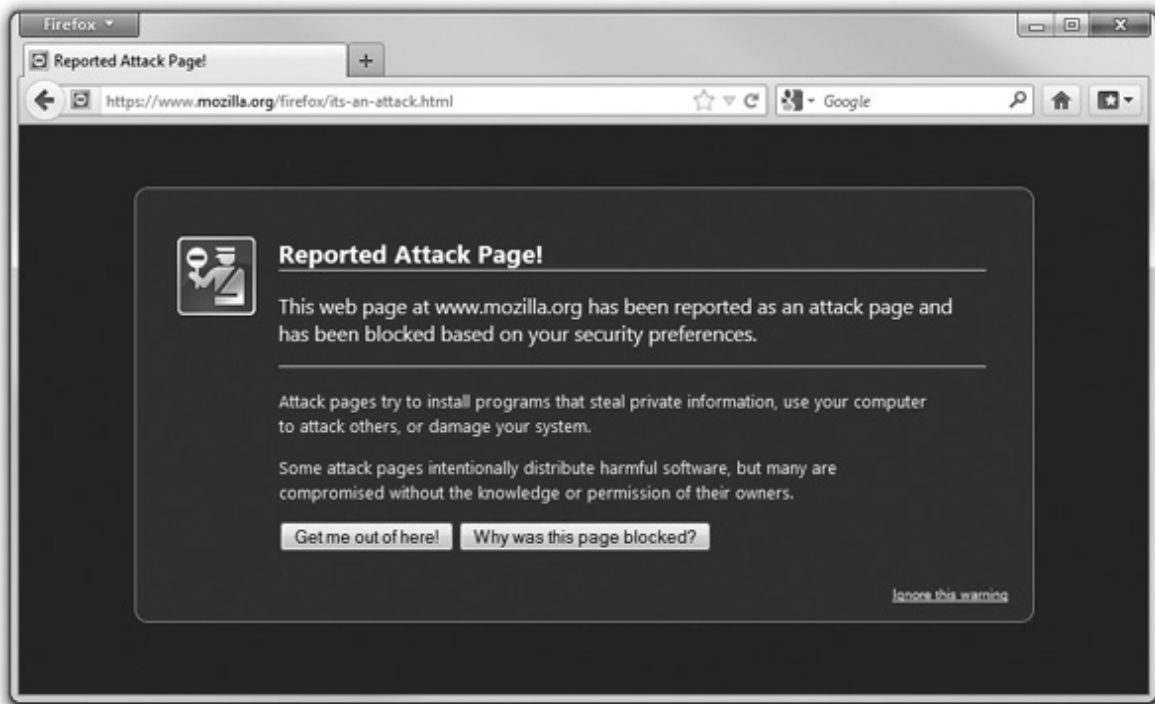 Firefox
Reported Attack Page!
https://www.mozilla.org/firefox/its-an-attack.html
Google
Reported Attack Page!
This web page at www.mozilla.org has been reported as an attack page and
has been blocked based on your security preferences.
Attack pages try to install programs that steal private information, use your computer
to attack others, or damage your system.
Some attack pages intentionally distribute harmful software, but many are
compromised without the knowledge or permission of their owners.
Get me out of here! Why was this page blocked?
Ignore this warning